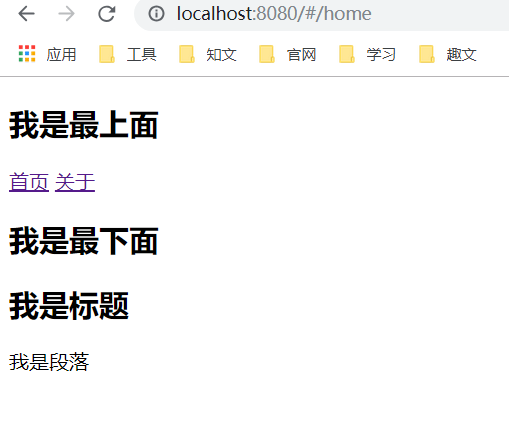 localhost:8080/#/home
应用 工具 知文 官网 学习 趣文
我是最上面
首页 关于
我是最下面
我是标题
我是段落